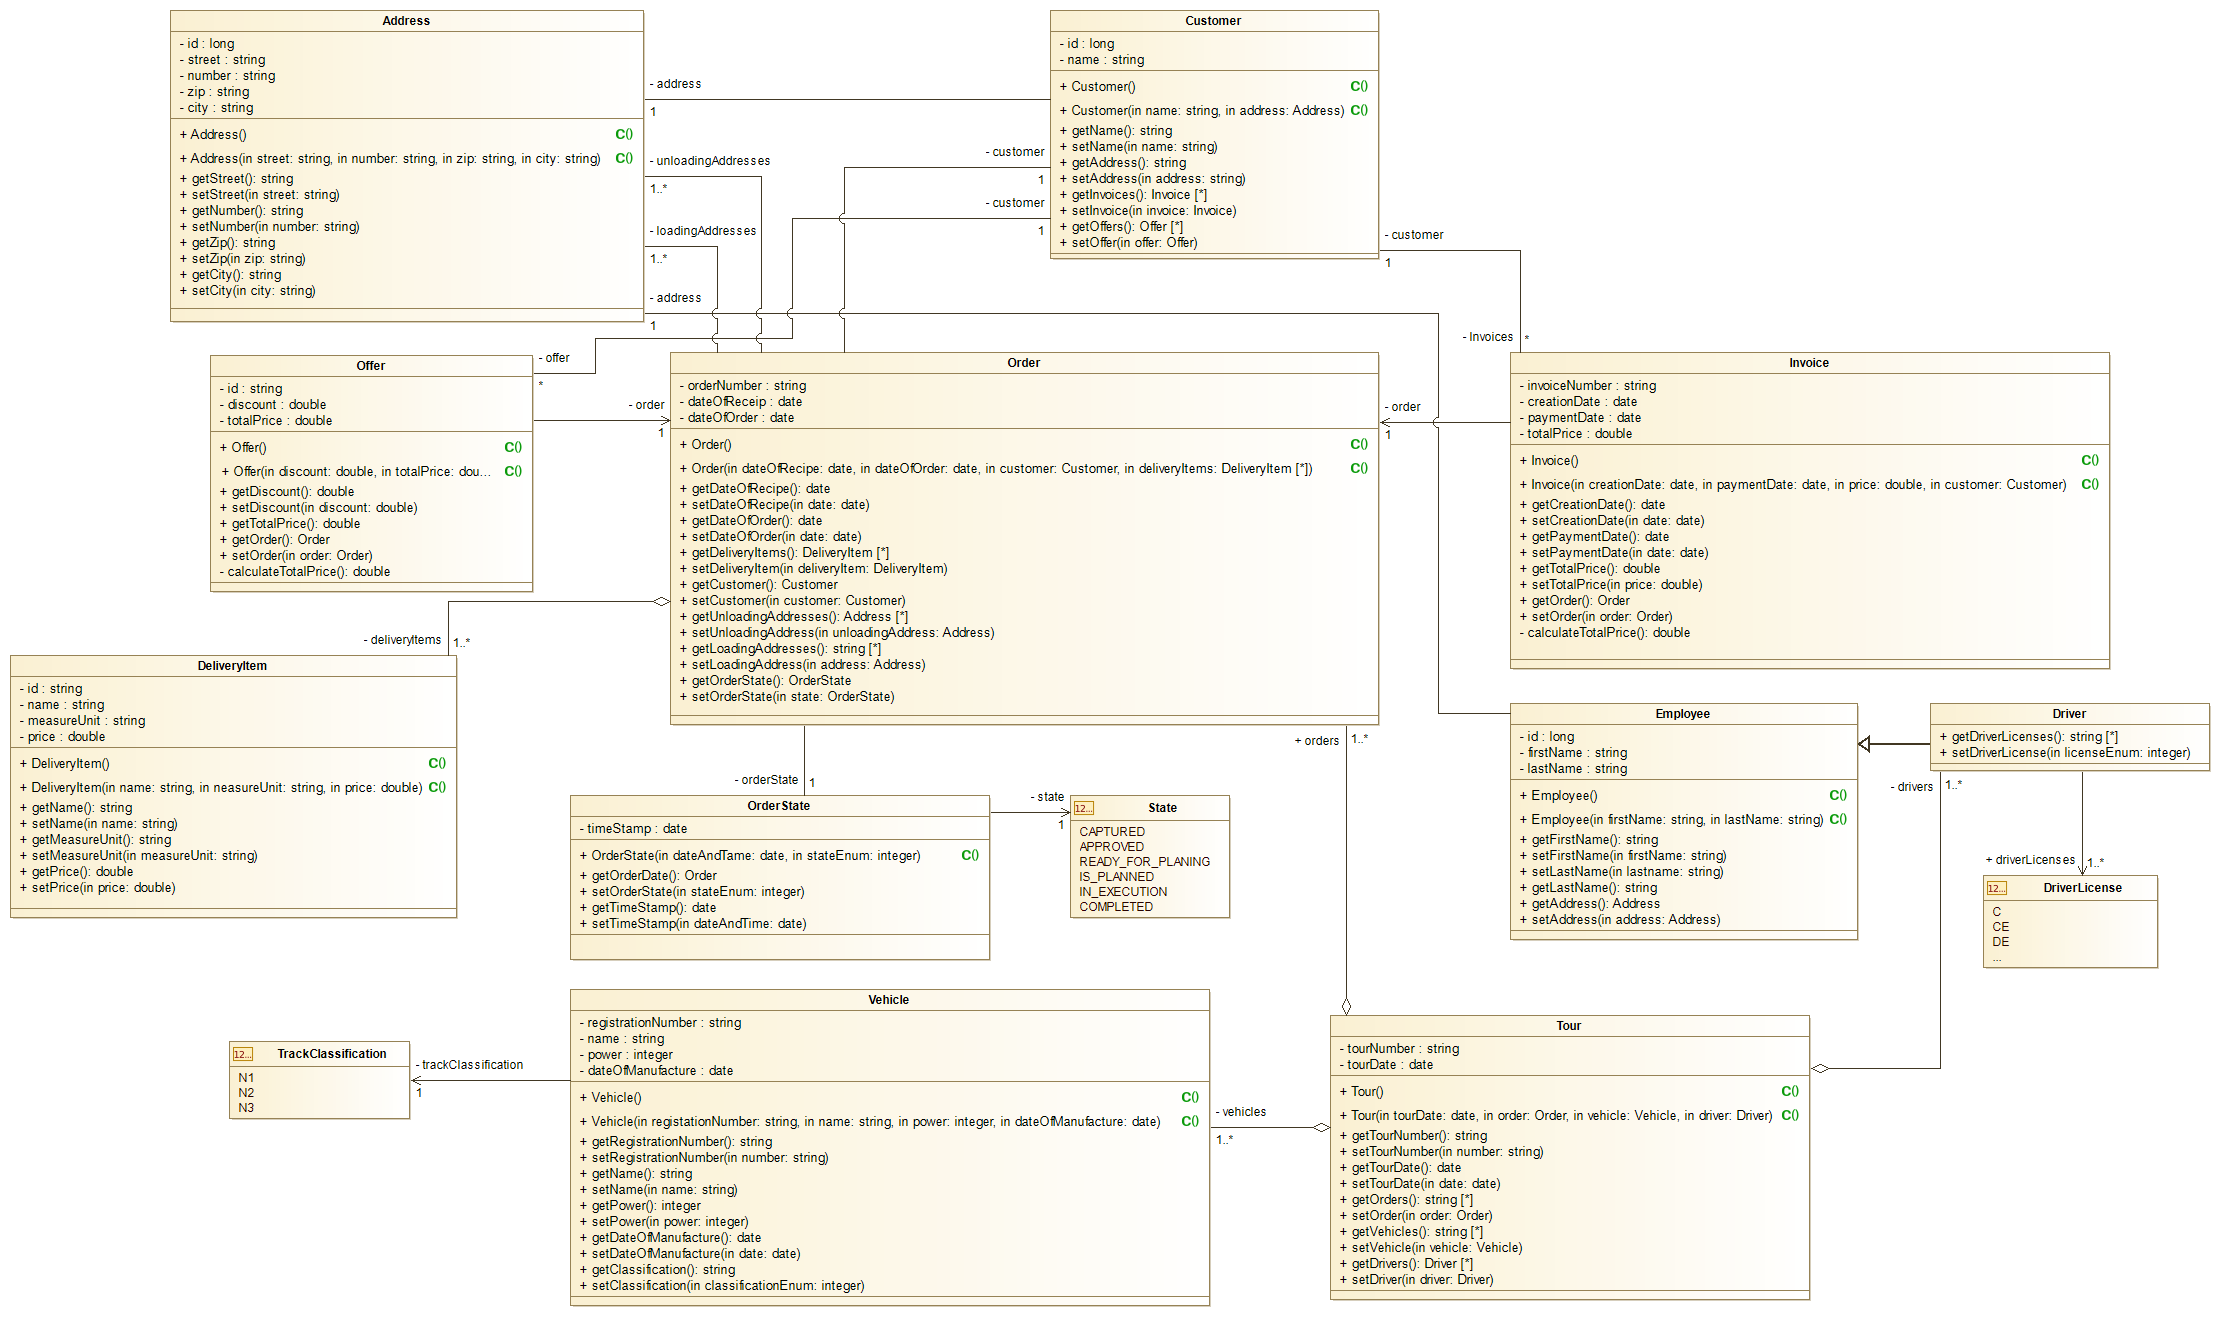 Address
- id : long
- street : string
- number : string
- zip : string
- city : string
+ Address() C()
+ Address(in street: string, in number: string, in zip: string, in city: string) C()
+ getStreet(): string
+ setStreet(in street: string)
+ getNumber(): string
+ setNumber(in number: string)
+ getZip(): string
+ setZip(in zip: string)
+ getCity(): string
+ setCity(in city: string)
- address
1
- unloadingAddresses
1..*
- loadingAddresses
1..*
- address
1
Customer
- id : long
- name : string
+ Customer() C()
+ Customer(in name: string, in address: Address) C()
+ getName(): string
+ setName(in name: string)
+ getAddress(): string
+ setAddress(in address: string)
+ getInvoices(): Invoice [*]
+ setInvoice(in invoice: Invoice)
+ getOffers(): Offer [*]
+ setOffer(in offer: Offer)
- customer
1
- customer
1
- customer
1
- Invoices
*
Offer
- id : string
- discount : double
- totalPrice : double
+ Offer() C()
+ Offer(in discount: double, in totalPrice: dou... C()
+ getDiscount(): double
+ setDiscount(in discount: double)
+ getTotalPrice(): double
+ getOrder(): Order
+ setOrder(in order: Order)
- calculateTotalPrice(): double
- offer
*
- order
1
Order
- orderNumber : string
- dateOfReceip : date
- dateOfOrder : date
+ Order() C()
+ Order(in dateOfRecipe: date, in dateOfOrder: date, in customer: Customer, in deliveryItems: DeliveryItem [*]) C()
+ getDateOfRecipe(): date
+ setDateOfRecipe(in date: date)
+ getDateOfOrder(): date
+ setDateOfOrder(in date: date)
+ getDeliveryItems(): DeliveryItem [*]
+ setDeliveryItem(in deliveryItem: DeliveryItem)
+ getCustomer(): Customer
+ setCustomer(in customer: Customer)
+ getUnloadingAddresses(): Address [*]
+ setUnloadingAddress(in unloadingAddress: Address)
+ getLoadingAddresses(): string [*]
+ setLoadingAddress(in address: Address)
+ getOrderState(): OrderState
+ setOrderState(in state: OrderState)
- order
1
Invoice
- invoiceNumber : string
- creationDate : date
- paymentDate : date
- totalPrice : double
+ Invoice() C()
+ Invoice(in creationDate: date, in paymentDate: date, in price: double, in customer: Customer) C()
+ getCreationDate(): date
+ setCreationDate(in date: date)
+ getPaymentDate(): date
+ setPaymentDate(in date: date)
+ getTotalPrice(): double
+ setTotalPrice(in price: double)
+ getOrder(): Order
+ setOrder(in order: Order)
- calculateTotalPrice(): double
- deliveryItems
1..*
DeliveryItem
- id : string
- name : string
- measureUnit : string
- price : double
+ DeliveryItem() C()
+ DeliveryItem(in name: string, in neasureUnit: string, in price: double) C()
+ getName(): string
+ setName(in name: string)
+ getMeasureUnit(): string
+ setMeasureUnit(in measureUnit: string)
+ getPrice(): double
+ setPrice(in price: double)
- orderState
1
OrderState
- timeStamp : date
+ OrderState(in dateAndTame: date, in stateEnum: integer) C()
+ getOrderDate(): Order
+ setOrderState(in stateEnum: integer)
+ getTimeStamp(): date
+ setTimeStamp(in dateAndTime: date)
- state
1
12...
State
CAPTURED
APPROVED
READY_FOR_PLANING
IS_PLANNED
IN_EXECUTION
COMPLETED
+ orders
1..*
Employee
- id : long
- firstName : string
- lastName : string
+ Employee() C()
+ Employee(in firstName: string, in lastName: string) C()
+ getFirstName(): string
+ setFirstName(in firstName: string)
+ setLastName(in lastname: string)
+ getLastName(): string
+ getAddress(): Address
+ setAddress(in address: Address)
Driver
+ getDriverLicenses(): string [*]
+ setDriverLicense(in licenseEnum: integer)
- drivers
1..*
+ driverLicenses
1..*
12...
DriverLicense
C
CE
DE
...
12...
TrackClassification
N1
N2
N3
- trackClassification
1
Vehicle
- registrationNumber : string
- name : string
- power : integer
- dateOfManufacture : date
+ Vehicle() C()
+ Vehicle(in registationNumber: string, in name: string, in power: integer, in dateOfManufacture: date) C()
+ getRegistrationNumber(): string
+ setRegistrationNumber(in number: string)
+ getName(): string
+ setName(in name: string)
+ getPower(): integer
+ setPower(in power: integer)
+ getDateOfManufacture(): date
+ setDateOfManufacture(in date: date)
+ getClassification(): string
+ setClassification(in classificationEnum: integer)
- vehicles
1..*
Tour
- tourNumber : string
- tourDate : date
+ Tour() C()
+ Tour(in tourDate: date, in order: Order, in vehicle: Vehicle, in driver: Driver) C()
+ getTourNumber(): string
+ setTourNumber(in number: string)
+ getTourDate(): date
+ setTourDate(in date: date)
+ getOrders(): string [*]
+ setOrder(in order: Order)
+ getVehicles(): string [*]
+ setVehicle(in vehicle: Vehicle)
+ getDrivers(): Driver [*]
+ setDriver(in driver: Driver)